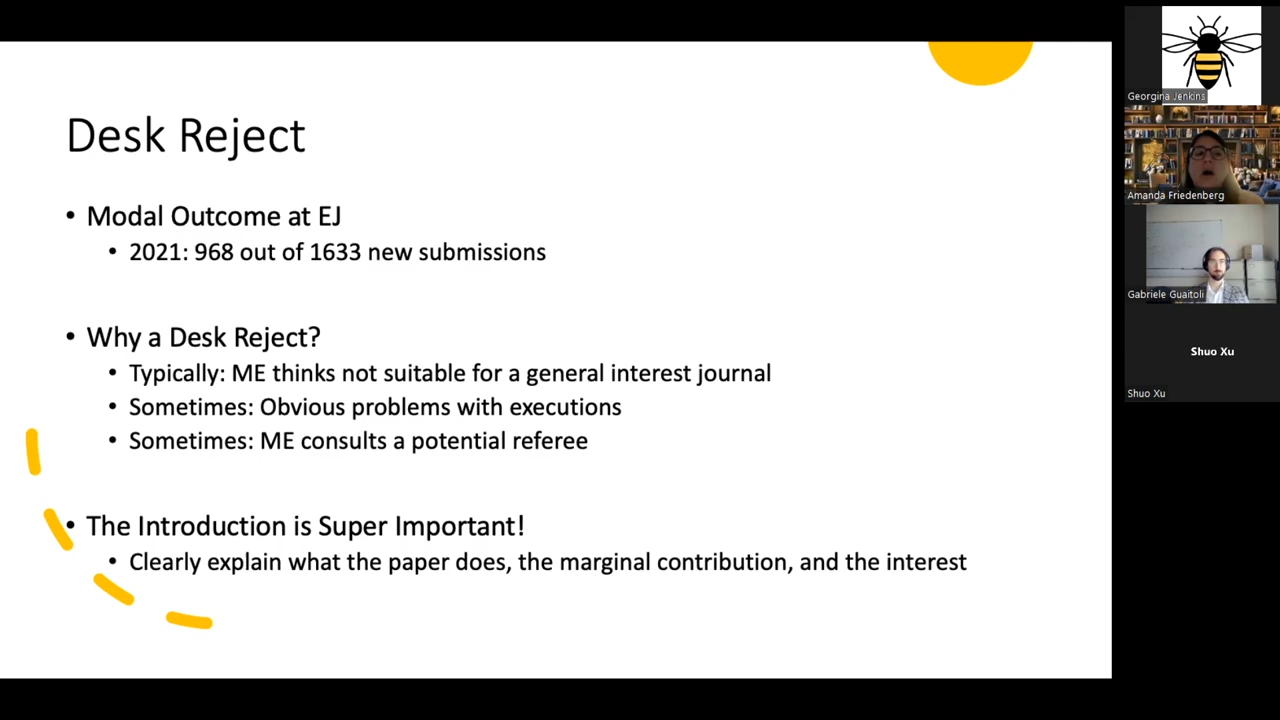 Desk Reject
• Modal Outcome at EJ
• 2021: 968 out of 1633 new submissions
• Why a Desk Reject?
• Typically: ME thinks not suitable for a general interest journal
• Sometimes: Obvious problems with executions
• Sometimes: ME consults a potential referee
• The Introduction is Super Important!
• Clearly explain what the paper does, the marginal contribution, and the interest
Georgina Jenkins
Amanda Friedenberg
Gabriele Guaitoli
Shuo Xu
Shuo Xu